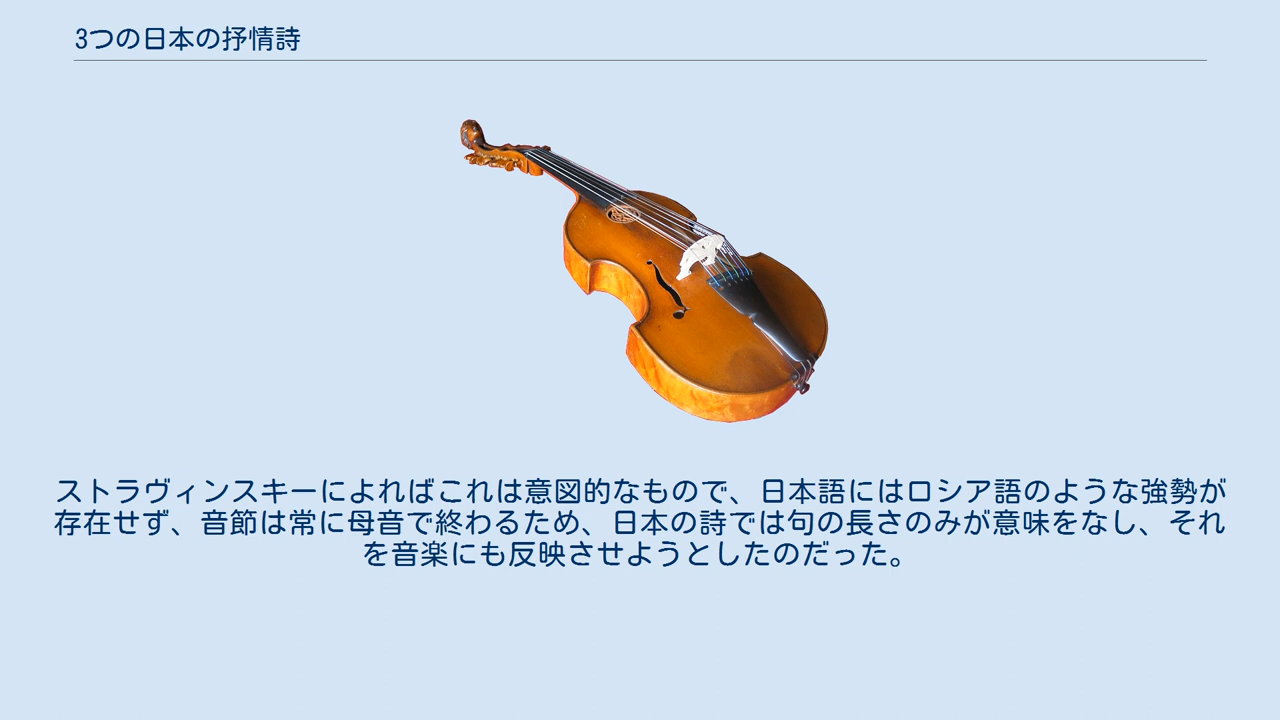 3つの日本の抒情詩
ストラヴィンスキーによればこれは意図的なもので、日本語にはロシア語のような強勢が
存在せず、音節は常に母音で終わるため、日本の詩では句の長さのみが意味をなし、それ
を音楽にも反映させようとしたのだった。